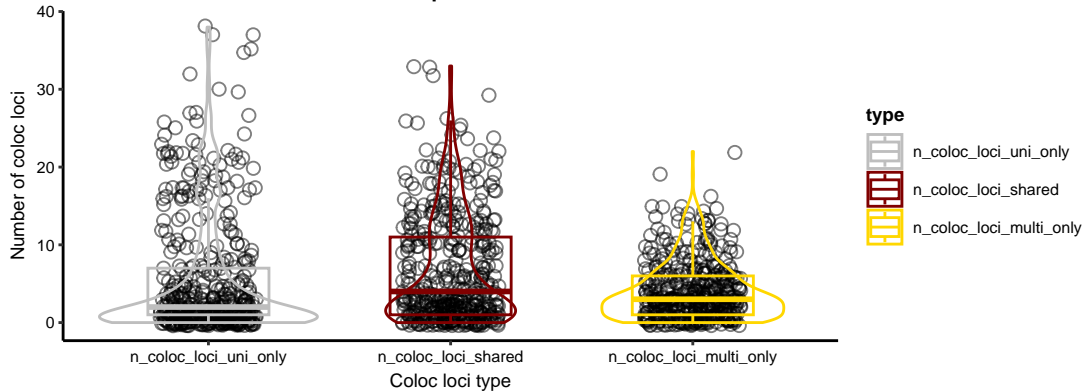 40
30
20
10
0
Number of coloc loci
n_coloc_loci_uni_only
n_coloc_loci_shared
n_coloc_loci_multi_only
Coloc loci type
type
n_coloc_loci_uni_only
n_coloc_loci_shared
n_coloc_loci_multi_only